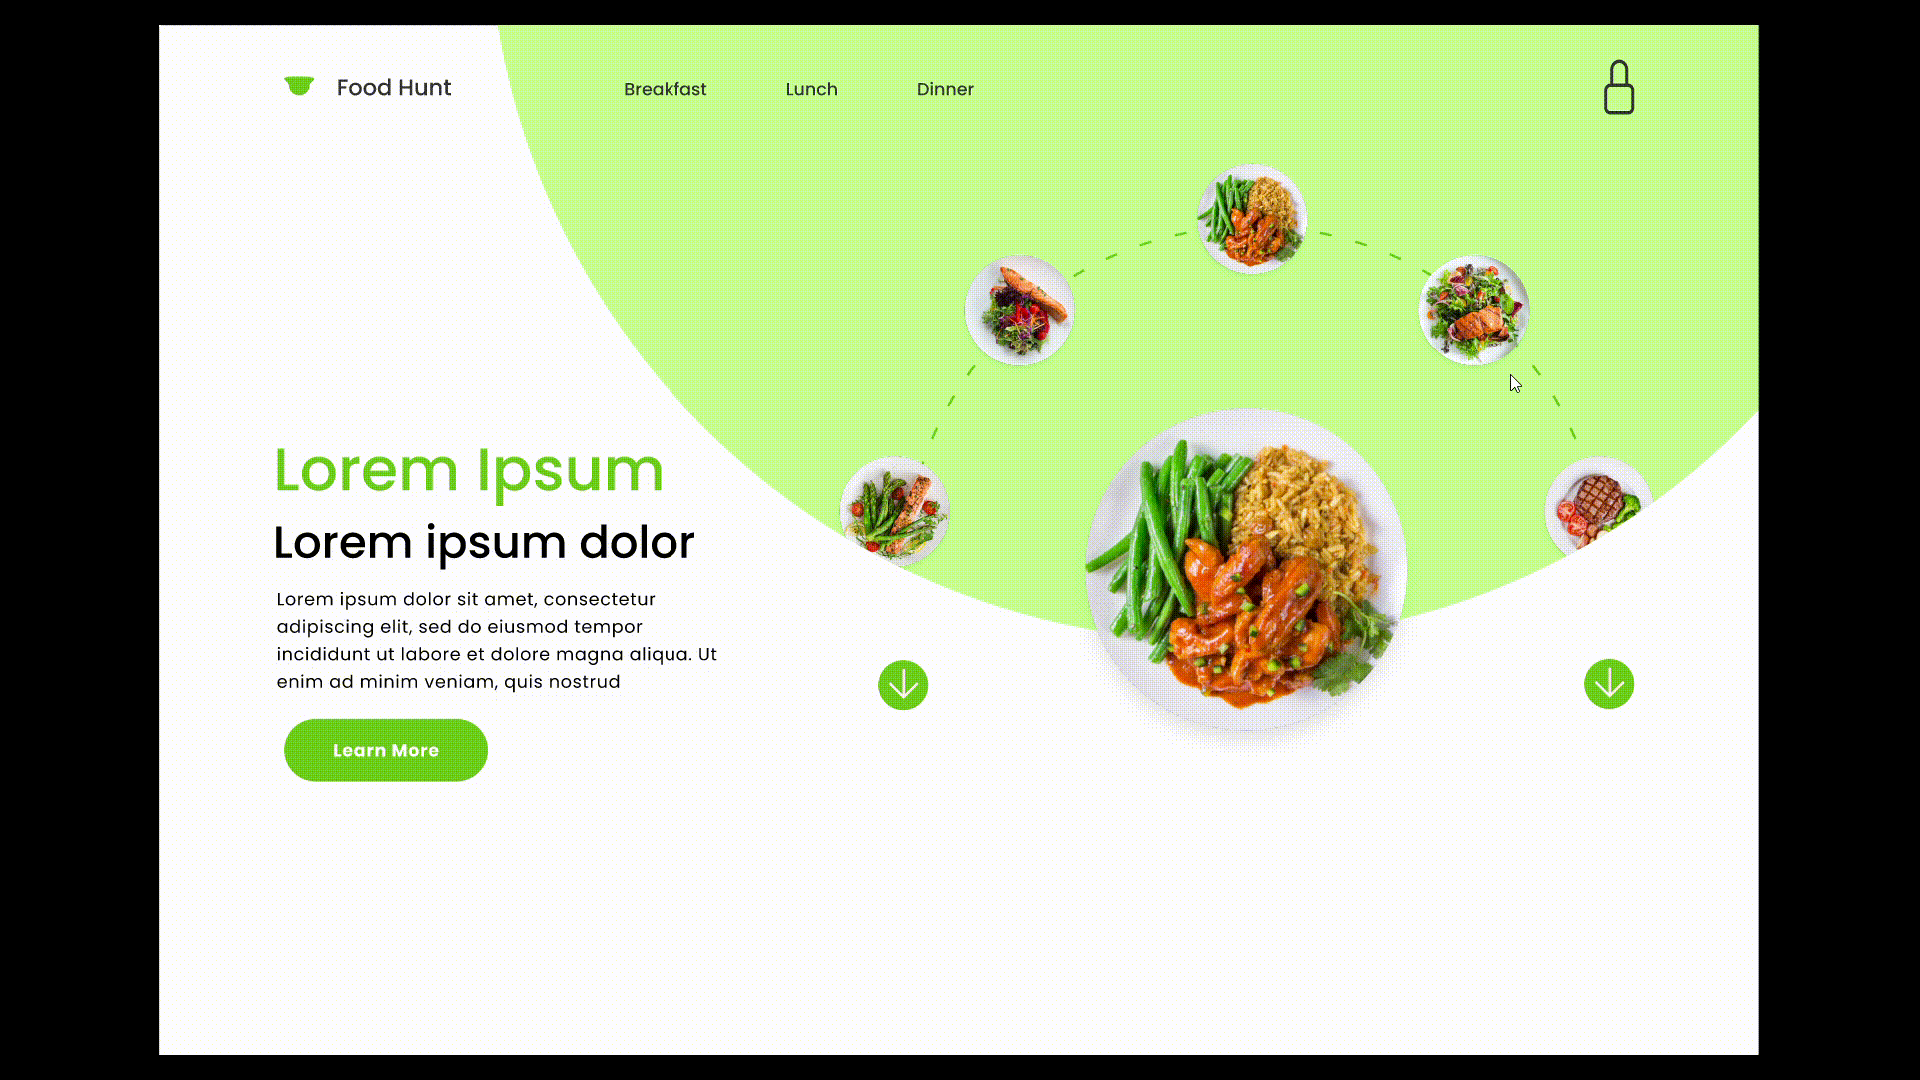 Food Hunt
Breakfast
Lunch
Dinner
Lorem Ipsum
Lorem ipsum dolor
Lorem ipsum dolor sit amet, consectetur
adipiscing elit, sed do eiusmod tempor
incididunt ut labore et dolore magna aliqua. Ut
enim ad minim veniam, quis nostrud
Learn More